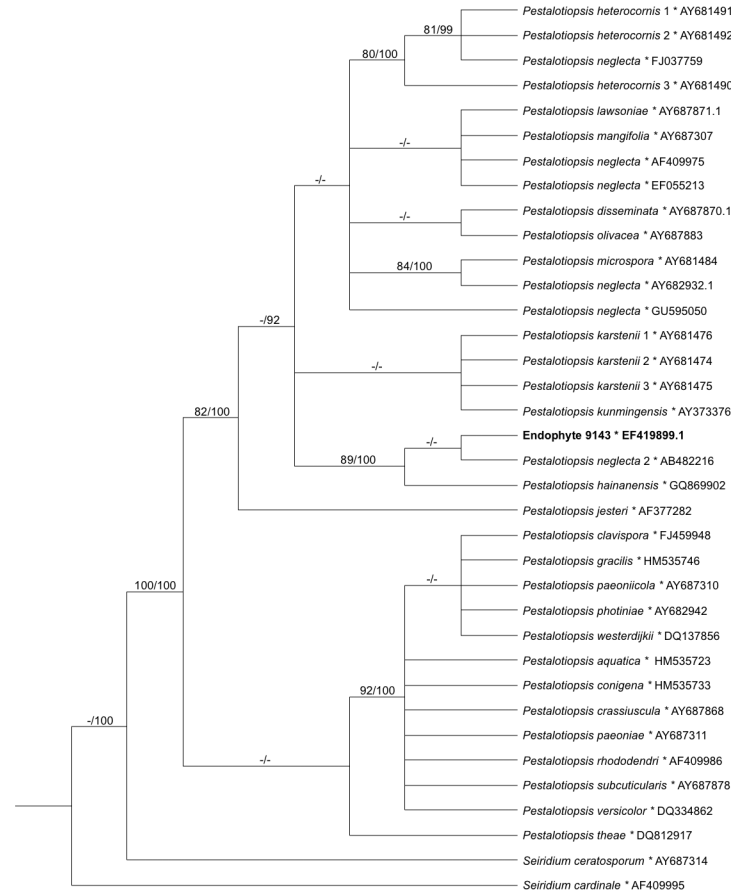 Pestalotiopsis heterocornis 1 * AY681491
81/99
Pestalotiopsis heterocornis 2 * AY681492
80/100
Pestalotiopsis neglecta * FJ037759
Pestalotiopsis heterocornis 3 * AY681490
Pestalotiopsis lawsoniae * AY687871.1
Pestalotiopsis mangifolia * AY687307
-/-
Pestalotiopsis neglecta * AF409975
-/-
Pestalotiopsis neglecta * EF055213
Pestalotiopsis disseminata * AY687870.1
-/-
Pestalotiopsis olivacea * AY687883
Pestalotiopsis microspora * AY681484
84/100
Pestalotiopsis neglecta * AY682932.1
Pestalotiopsis neglecta * GU595050
-/92
Pestalotiopsis karstenii 1 * AY681476
Pestalotiopsis karstenii 2 * AY681474
-/-
Pestalotiopsis karstenii 3 * AY681475
Pestalotiopsis kunmingensis * AY373376
82/100
Endophyte 9143 * EF419899.1
-/-
Pestalotiopsis neglecta 2 * AB482216
89/100
Pestalotiopsis hainanensis * GQ869902
Pestalotiopsis jesteri * AF377282
Pestalotiopsis clavispora * FJ459948
Pestalotiopsis gracilis * HM535746
-/-
Pestalotiopsis paeoniicola * AY687310
100/100
Pestalotiopsis photiniae * AY682942
Pestalotiopsis westerdijkii * DQ137856
Pestalotiopsis aquatica * HM535723
Pestalotiopsis conigena * HM535733
92/100
Pestalotiopsis crassiuscula * AY687868
-/100
Pestalotiopsis paeoniae * AY687311
Pestalotiopsis rhododendri * AF409986
-/-
Pestalotiopsis subcuticularis * AY687878
Pestalotiopsis versicolor * DQ334862
Pestalotiopsis theae * DQ812917
Seiridium ceratosporum * AY687314
Seiridium cardinale * AF409995